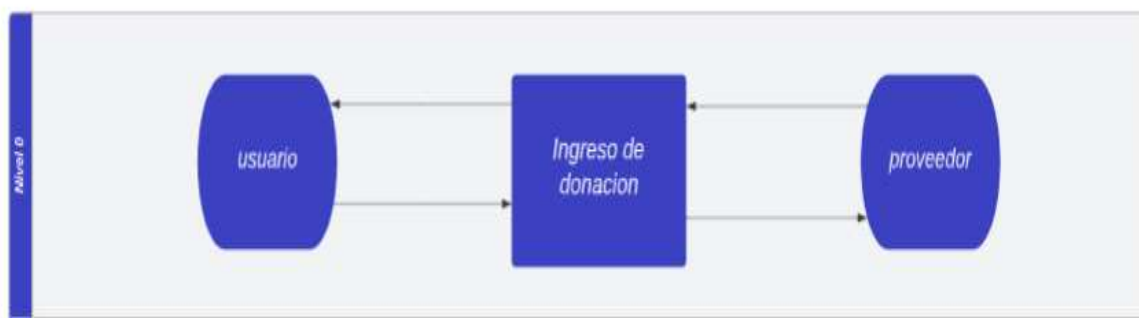 Nivel 0
usuario
Ingreso de
donacion
proveedor